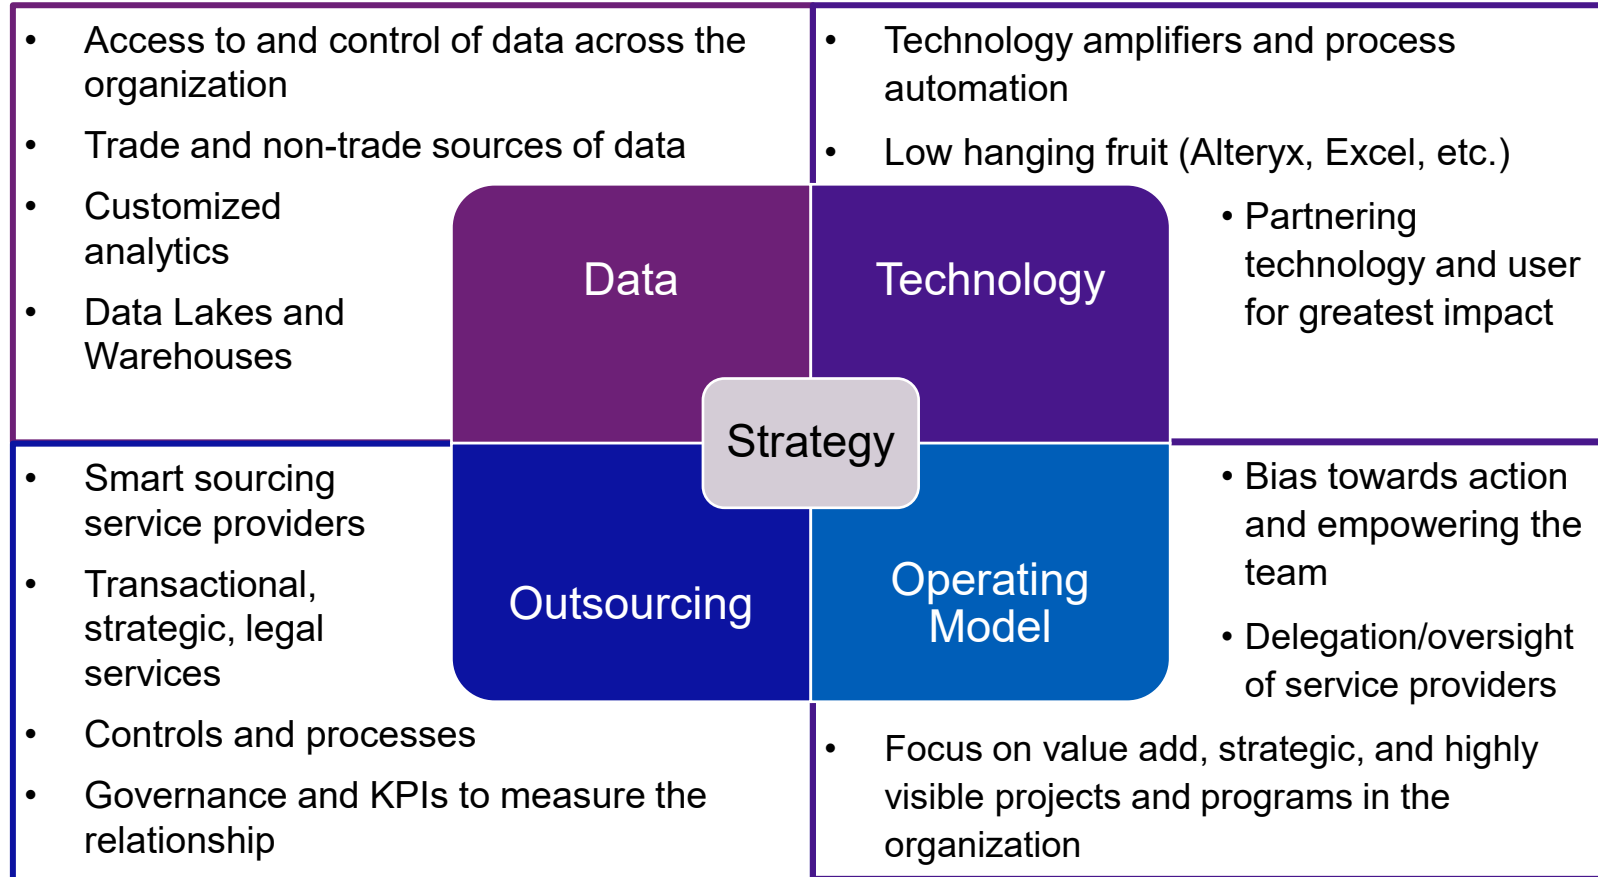 • Access to and control of data across the
organization
• Trade and non-trade sources of data
• Customized
analytics
• Data Lakes and
Warehouses
• Technology amplifiers and process
automation
• Low hanging fruit (Alteryx, Excel, etc.)
• Partnering
technology and user
for greatest impact
Data
Technology
Strategy
Outsourcing
Operating
Model
• Smart sourcing
service providers
• Transactional,
strategic, legal
services
• Controls and processes
• Governance and KPIs to measure the
relationship
• Bias towards action
and empowering the
team
• Delegation/oversight
of service providers
• Focus on value add, strategic, and highly
visible projects and programs in the
organization